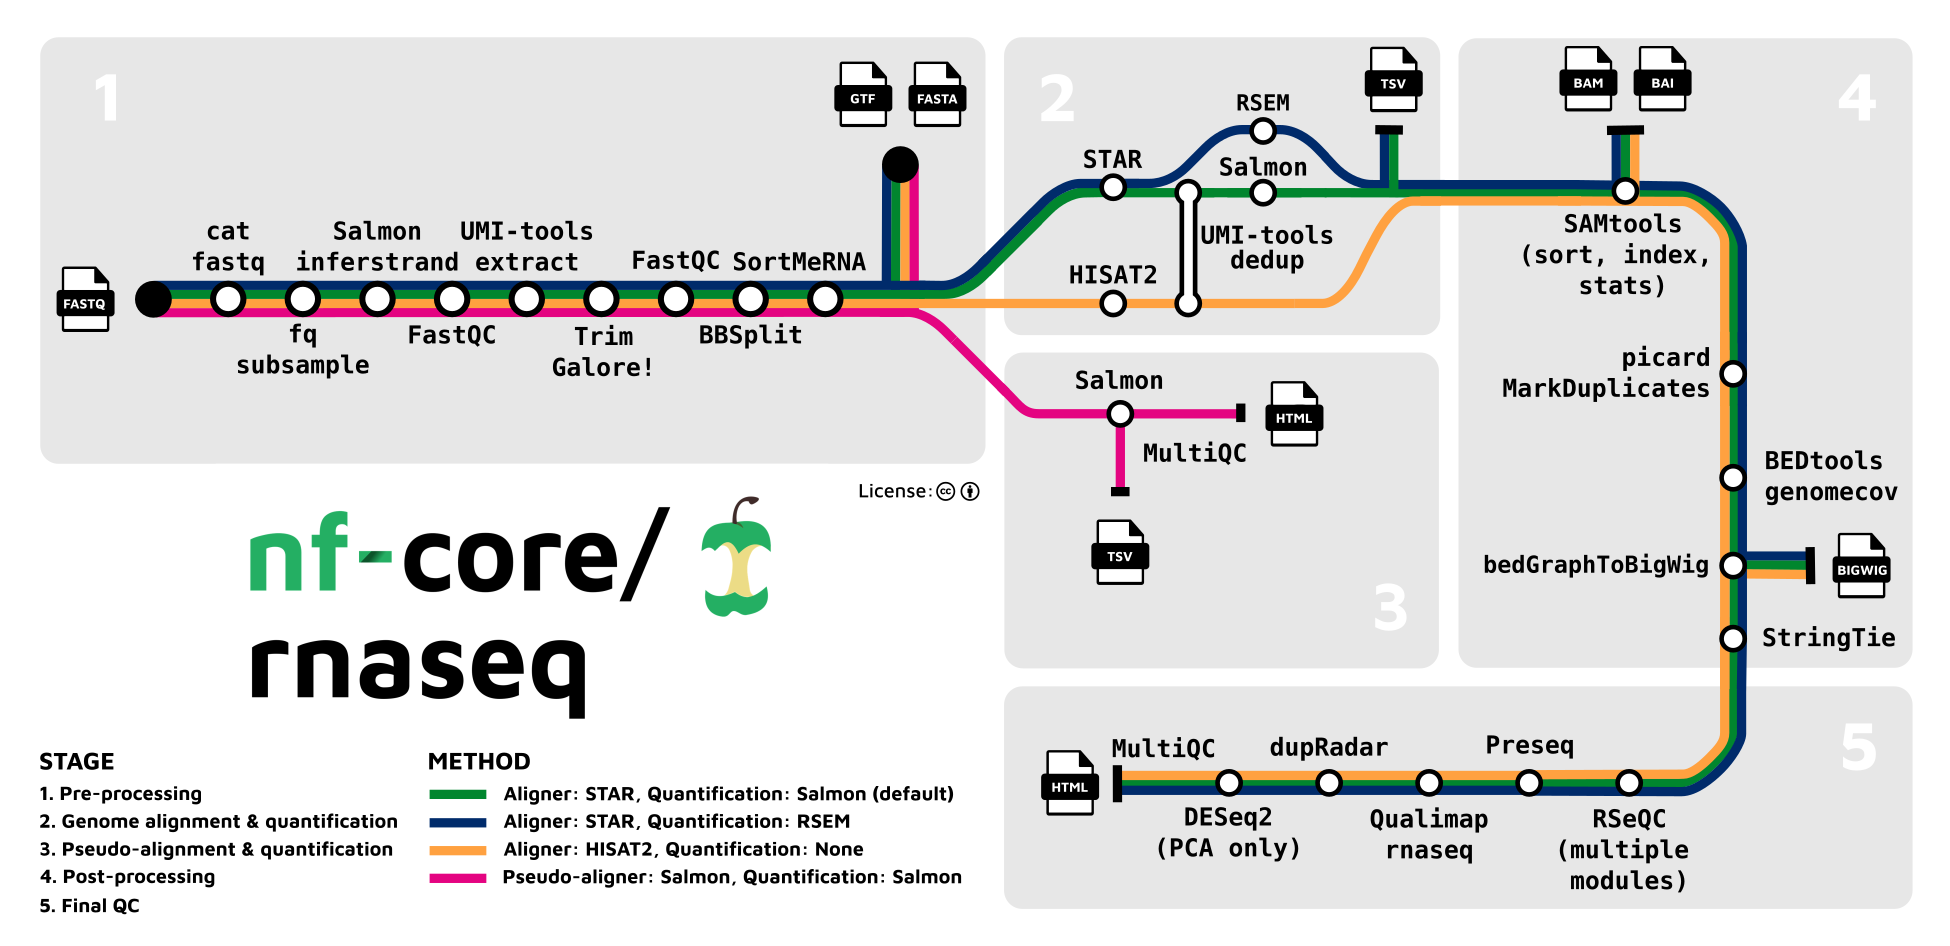 1
GTF
FASTA
cat
fastq
Salmon
inferstrand
UMI-tools
extract
FastQC
SortMeRNA
FASTQ
fq
subsample
FastQC
Trim
Galore!
BBSplit
2
RSEM
TSV
STAR
Salmon
UMI-tools
dedup
HISAT2
Salmon
HTML
MultiQC
TSV
3
BAM
BAI
4
SAMtools
(sort, index,
stats)
picard
MarkDuplicates
BEDtools
genomecov
bedGraphToBigWig
BIGWIG
StringTie
5
MultiQC
dupRadar
Preseq
HTML
DESeq2
(PCA only)
Qualimap
rnaseq
RSeQC
(multiple
modules)
License: cc
nf-core/
rnaseq
STAGE
1. Pre-processing
2. Genome alignment & quantification
3. Pseudo-alignment & quantification
4. Post-processing
5. Final QC
METHOD
Aligner: STAR, Quantification: Salmon (default)
Aligner: STAR, Quantification: RSEM
Aligner: HISAT2, Quantification: None
Pseudo-aligner: Salmon, Quantification: Salmon